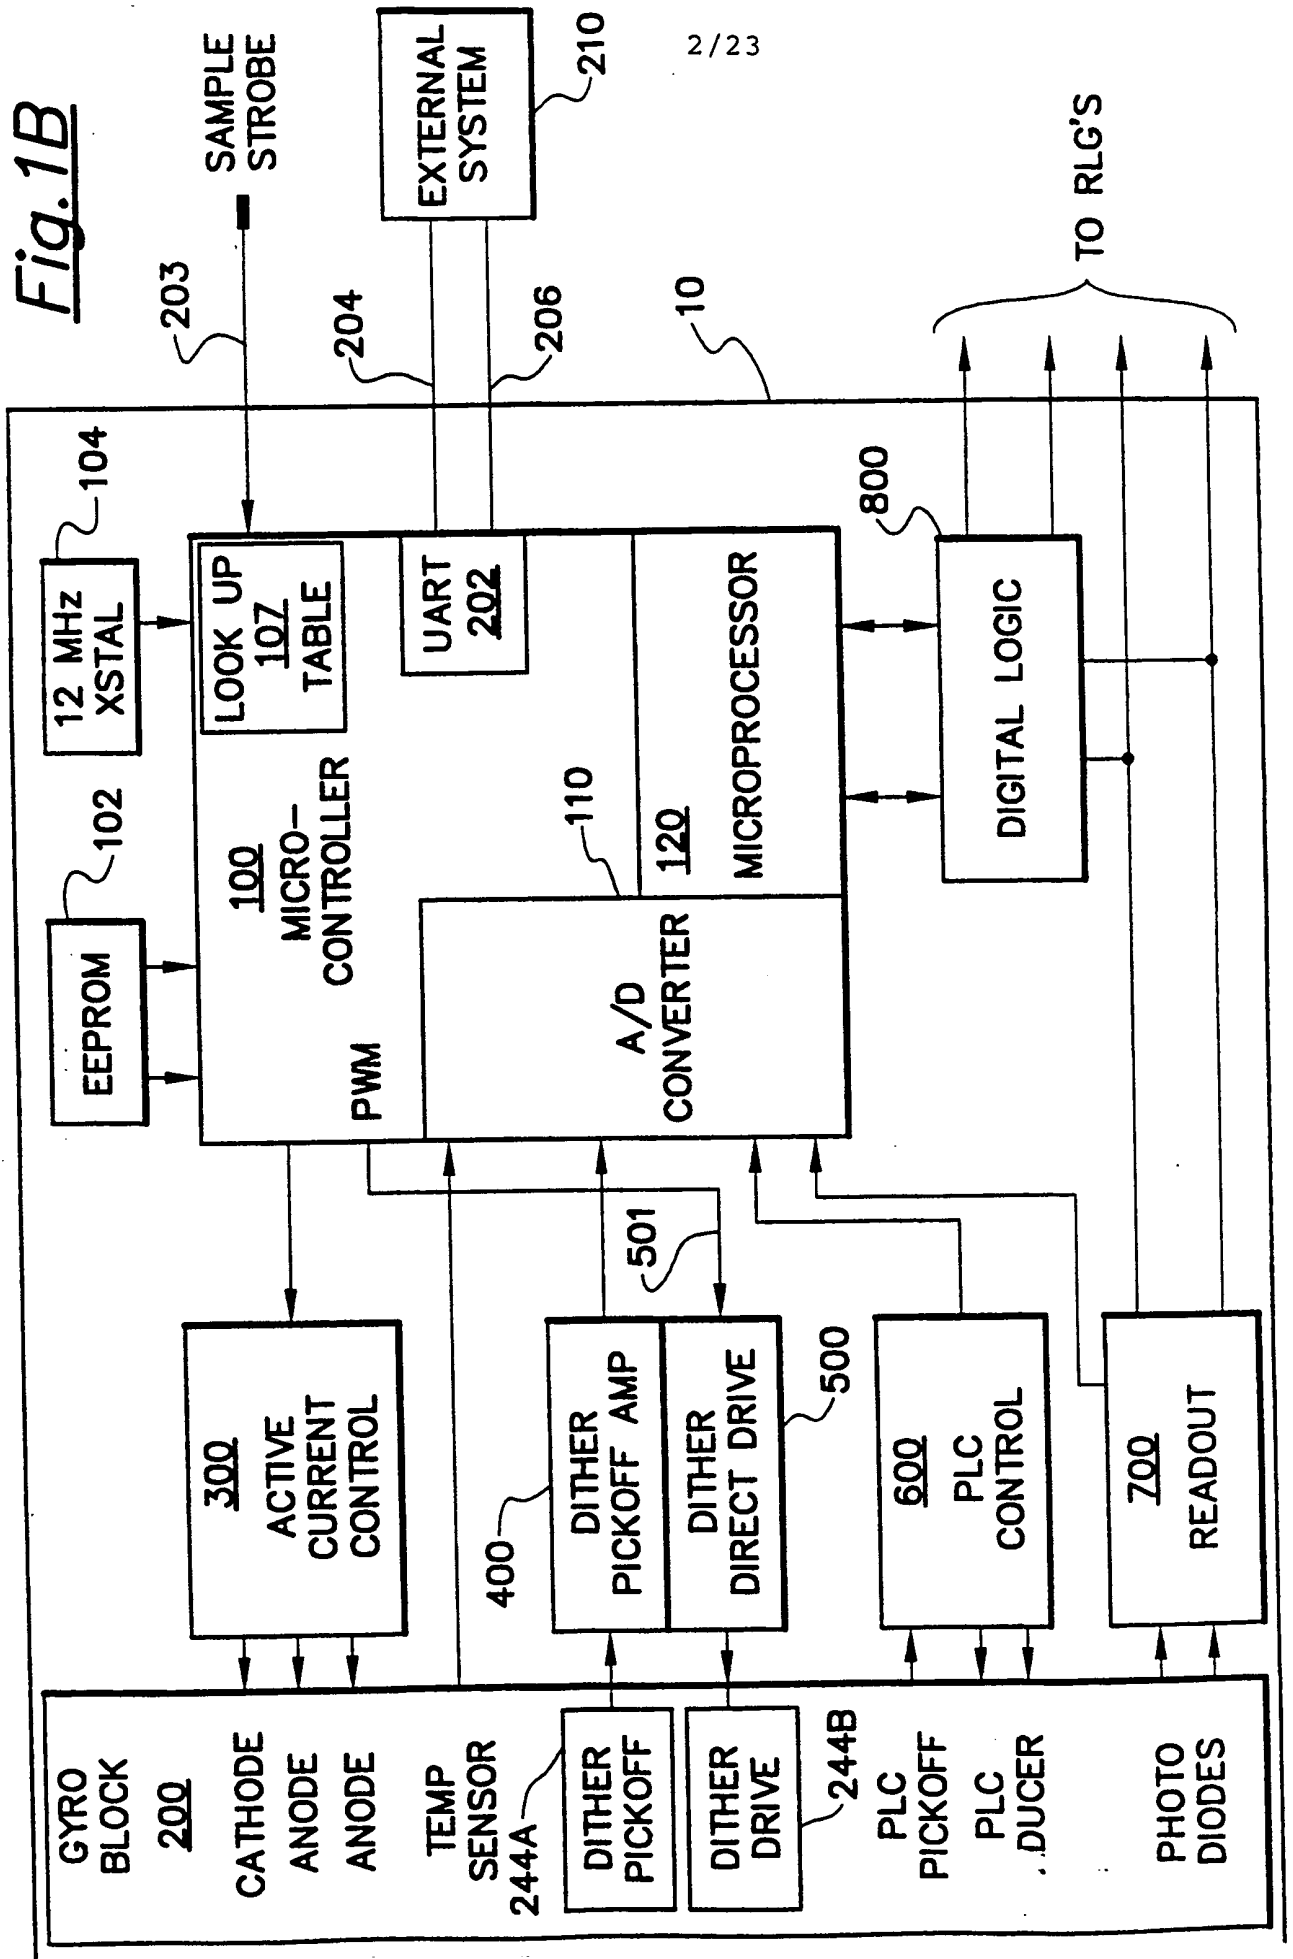 2/23
Fig.1B
SAMPLE
STROBE
203
204
206
EXTERNAL
SYSTEM
210
10
TO RLG'S
104
12 MHz
XSTAL
102
EEPROM
LOOK UP
107
TABLE
100
MICRO-
CONTROLLER
PWM
UART
202
110
A/D
CONVERTER
120
MICROPROCESSOR
800
DIGITAL LOGIC
501
300
ACTIVE
CURRENT
CONTROL
400
DITHER
PICKOFF AMP
DITHER
DIRECT DRIVE
500
600
PLC
CONTROL
700
READOUT
GYRO
BLOCK
200
CATHODE
ANODE
ANODE
TEMP
SENSOR
244A
DITHER
PICKOFF
DITHER
DRIVE
244B
PLC
PICKOFF
PLC
DUCER
PHOTO
DIODES